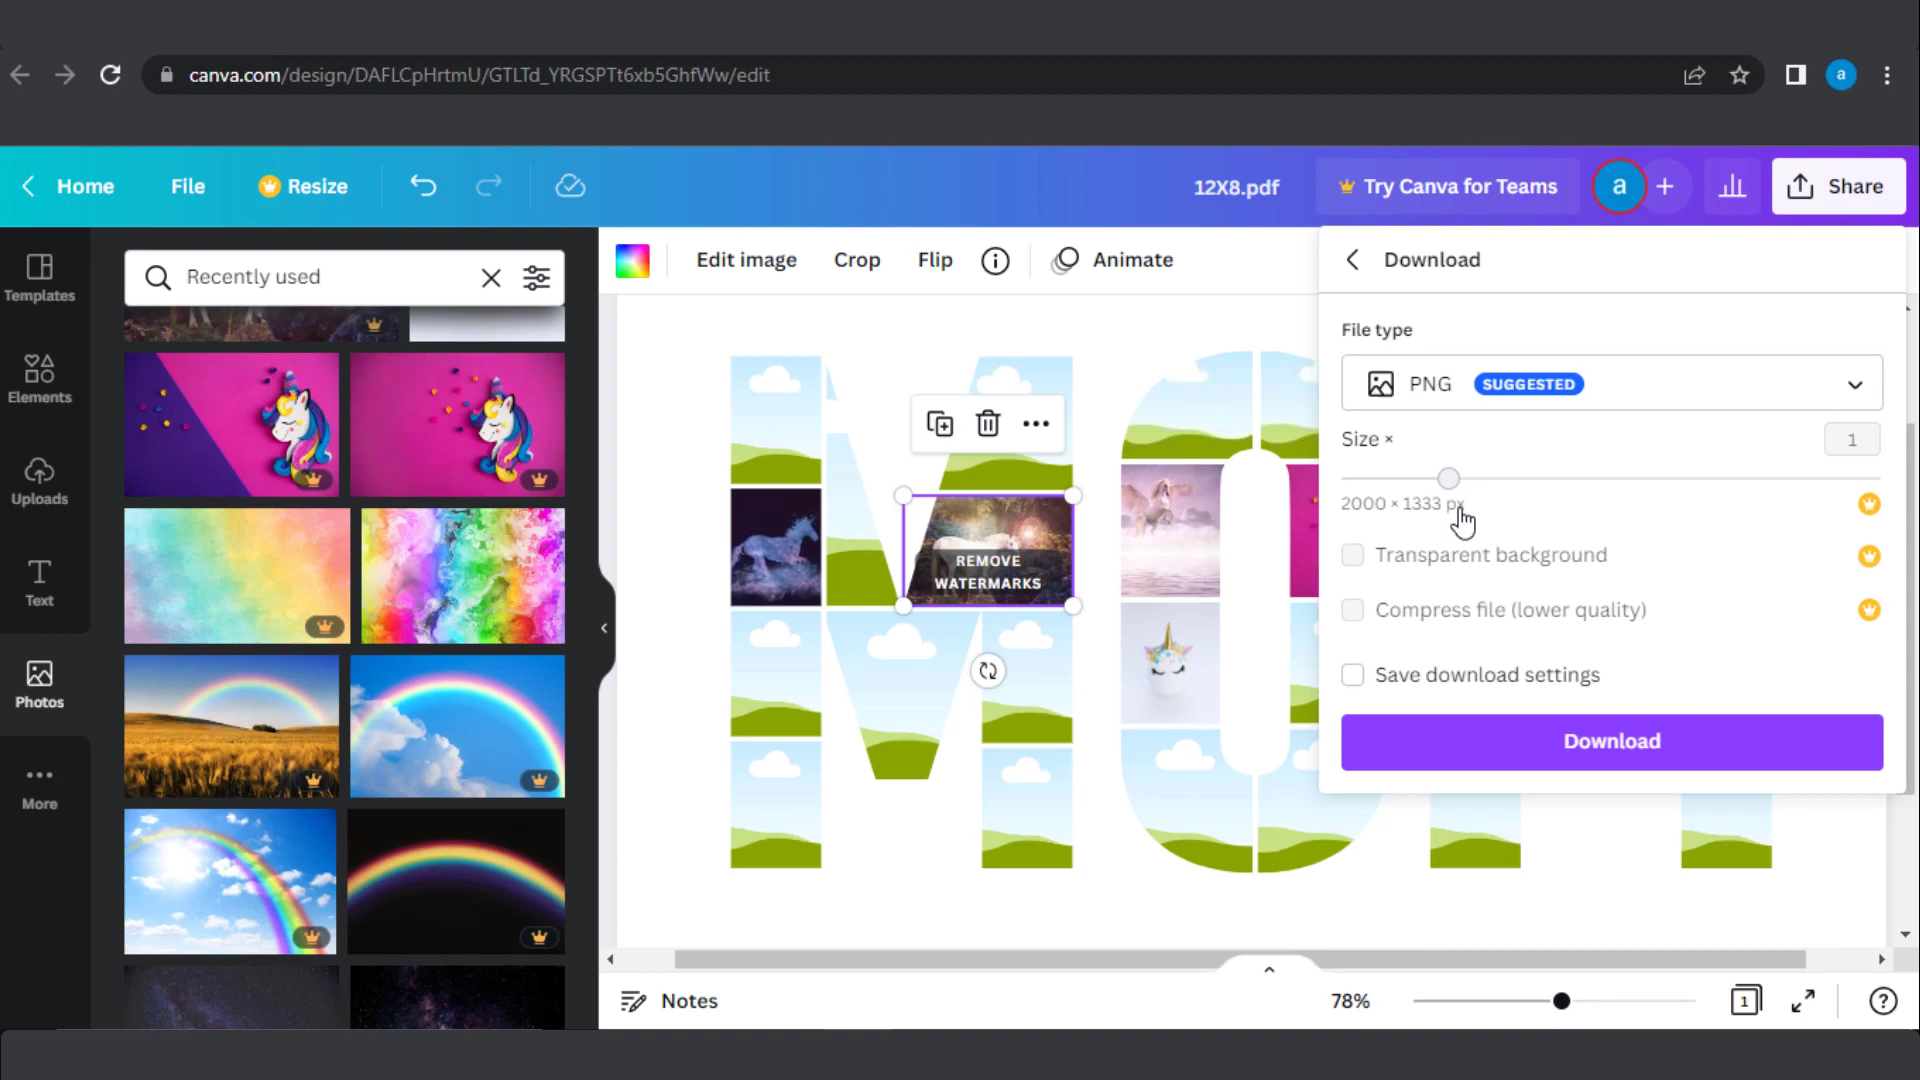 canva.com/design/DAFLCpHrtmU/GTLTd_YRGSPTt6xb5GhfWw/edit
a
Home
File
Resize
12X8.pdf
Try Canva for Teams
a
+
Share
Templates
Elements
Uploads
Text
Photos
More
Recently used
Edit image
Crop
Flip
Animate
REMOVE
WATERMARKS
Download
File type
PNG
SUGGESTED
Size ×
1
2000 × 1333 px
Transparent background
Compress file (lower quality)
Save download settings
Download
Notes
78%
1
?